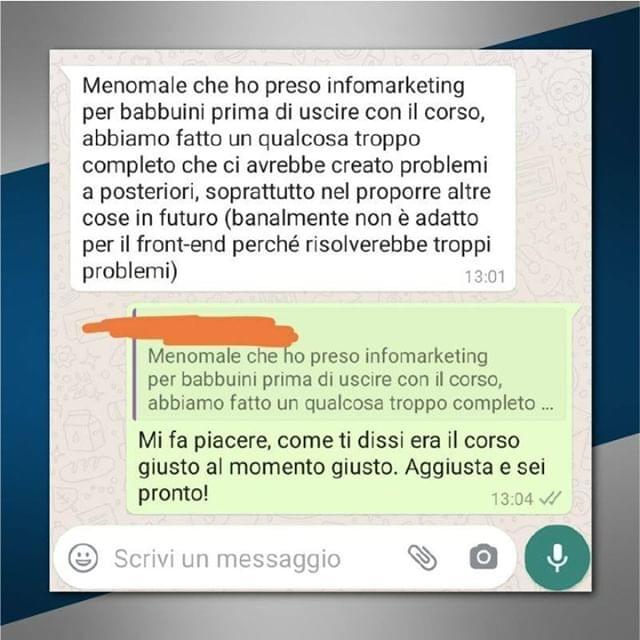 Menomale che ho preso infomarketing
per babbuini prima di uscire con il corso,
abbiamo fatto un qualcosa troppo
completo che ci avrebbe creato problemi
a posteriori, soprattutto nel proporre altre
cose in futuro (banalmente non è adatto
per il front-end perché risolverebbe troppi
problemi)
13:01
Menomale che ho preso infomarketing
per babbuini prima di uscire con il corso,
abbiamo fatto un qualcosa troppo completo ...
Mi fa piacere, come ti dissi era il corso
giusto al momento giusto. Aggiusta e sei
pronto!
13:04
Scrivi un messaggio